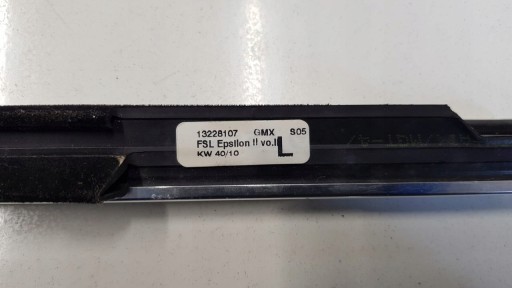 13228107 GMX S05
FSL Epsilon II vo.li
L
KW 40/10